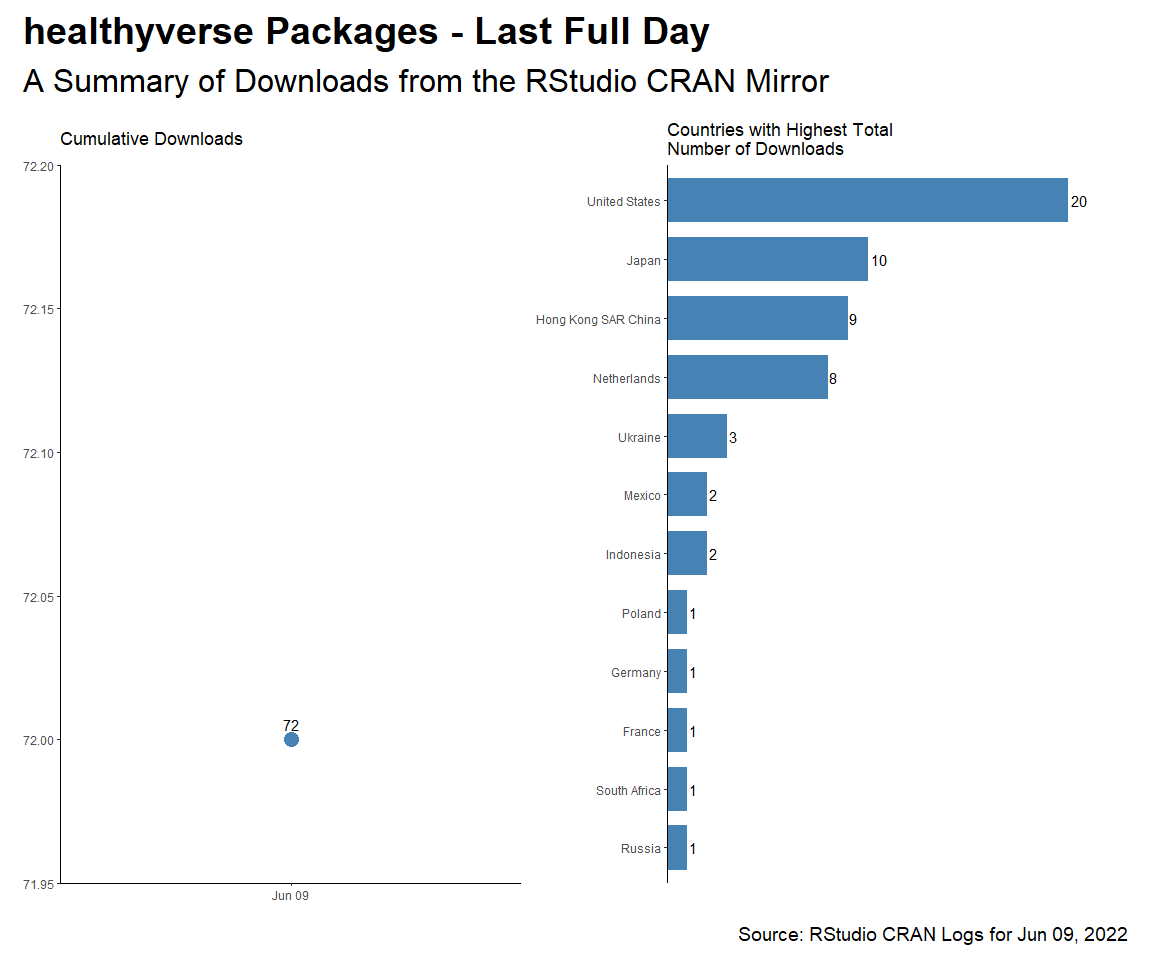 healthyverse Packages - Last Full Day
A Summary of Downloads from the RStudio CRAN Mirror
Cumulative Downloads
72.20
72.15
72.10
72.05
72.00
71.95
72
Jun 09
Countries with Highest Total
Number of Downloads
United States 20
Japan 10
Hong Kong SAR China 9
Netherlands 8
Ukraine 3
Mexico 2
Indonesia 2
Poland 1
Germany 1
France 1
South Africa 1
Russia 1
Source: RStudio CRAN Logs for Jun 09, 2022